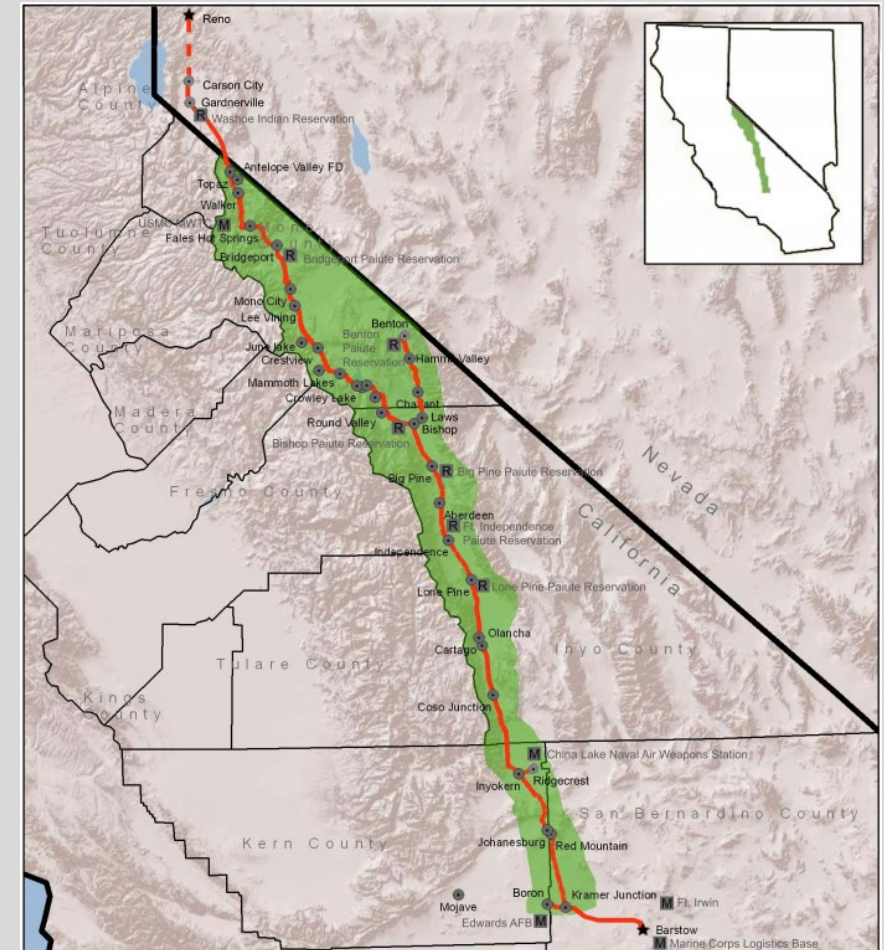 Reno
Carson City
Alpine
County
Gardnerville
R
Washoe Indian Reservation
Antelope Valley FD
Topaz
Walker
USMC MWTC
M
Mono
County
Tuolumne
County
Fales Hot Springs
Bridgeport
R
Bridgeport Paiute Reservation
Mono City
Lee Vining
Benton
Mariposa
County
June lake
Benton
Paiute
Reservation
R
Hammil Valley
Crestview
Mammoth Lakes
Crowley Lake
Chalfant
Madera
County
Laws
Round Valley
R
Bishop
Bishop Paiute Reservation
Nevada
California
Big Pine
R
Big Pine Paiute Reservation
Fresno County
Aberdeen
R
Ft. Independence
Paiute Reservation
Independence
Lone Pine
R
Lone Pine Paiute Reservation
Olancha
Cartago
Inyo County
Tulare County
Kings
County
Coso Junction
M
China Lake Naval Air Weapons Station
Inyokern
Ridgecrest
San Bernardino County
Kern County
Johanesburg
Red Mountain
Boron
Kramer Junction
M
Ft. Irwin
Mojave
Edwards AFB
M
Barstow
M
Marine Corps Logistics Base